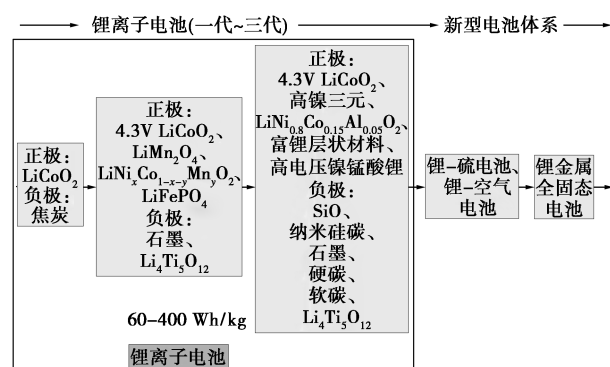 锂离子电池(一代~三代)
新型电池体系
正极：
LiCoO₂
负极：
焦炭
正极：
4.3V LiCoO₂、
LiMn₂O₄、
LiNiₓCo₁₋ₓ₋ᵧMnᵧO₂、
LiFePO₄
负极：
石墨、
Li₄Ti₅O₁₂
正极：
4.3V LiCoO₂、
高镍三元、
LiNi₀.₈Co₀.₁₅Al₀.₀₅O₂、
富锂层状材料、
高电压镍锰酸锂
负极：
SiO、
纳米硅碳、
石墨、
硬碳、
软碳、
Li₄Ti₅O₁₂
锂-硫电池、
锂-空气
电池
锂金属
全固态
电池
60-400 Wh/kg
锂离子电池